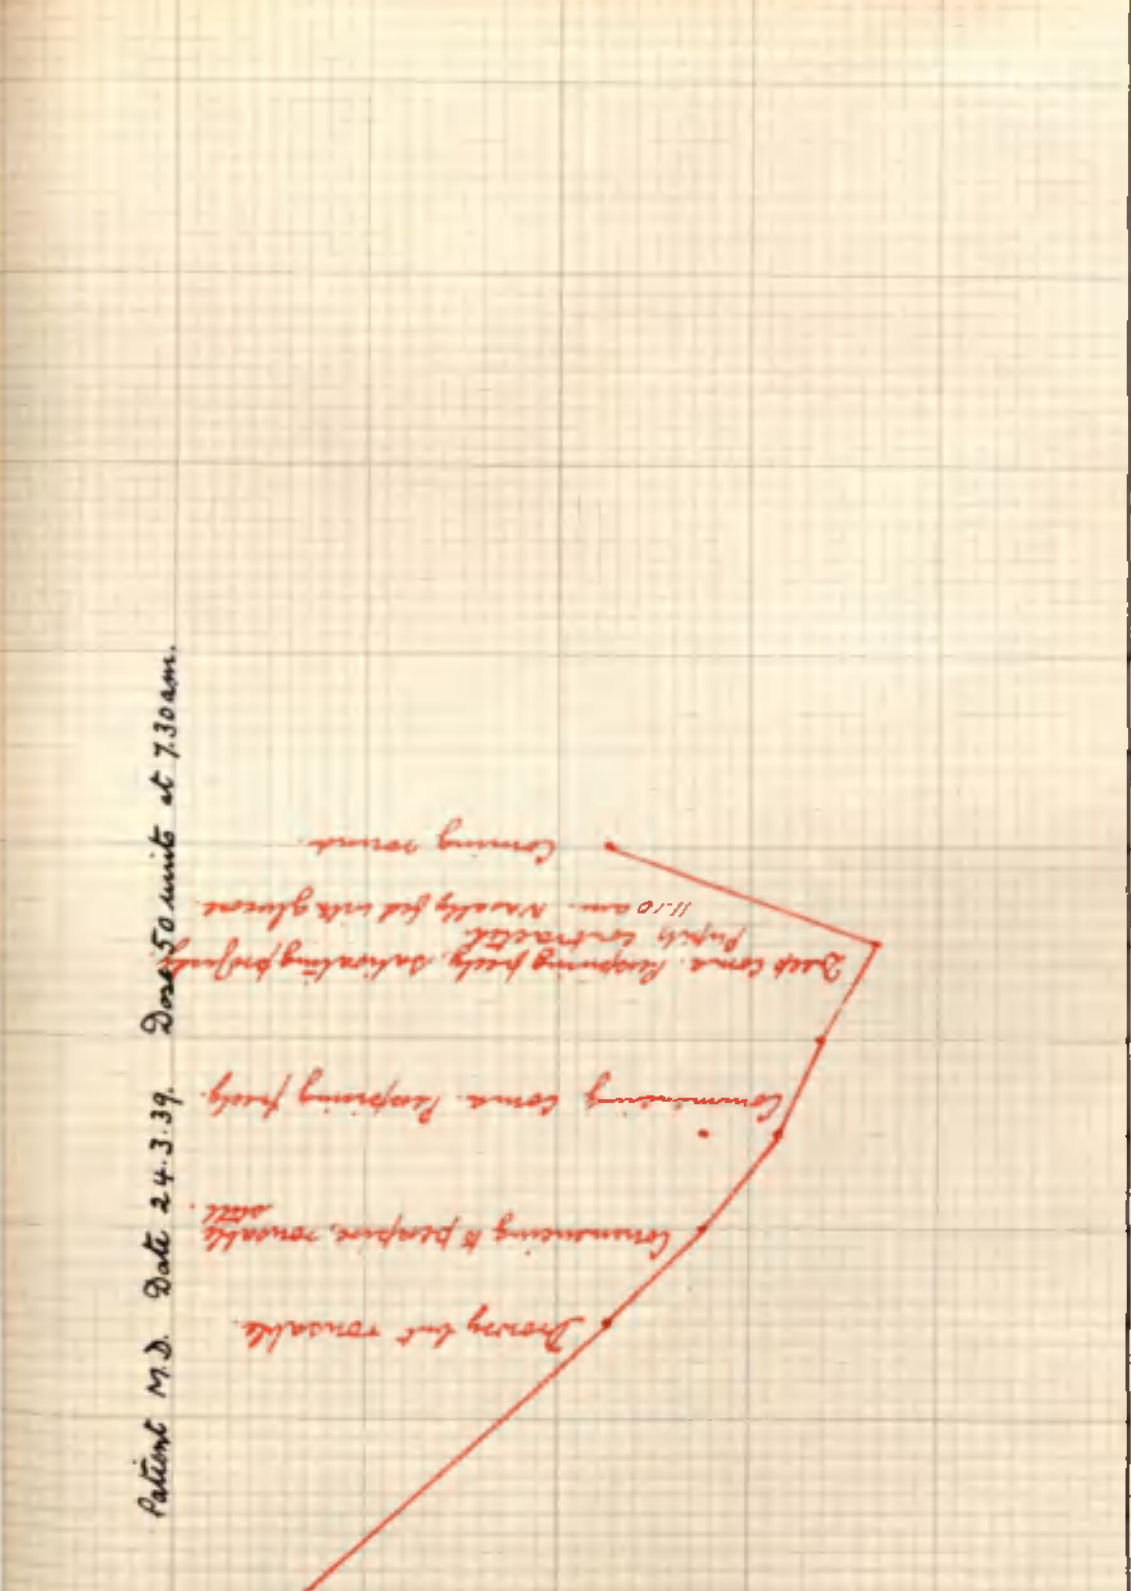 Patient M.D. Date 24.3.39. Dose 50 units at 7.30 am.
Drowsy but rousable.
Commencing to perspire, rousable
still.
Commencing coma. Perspiring freely.
Deep coma. Perspiring freely. Salivating profusely
Pupils contracted.
11.10 am. Nasally fed with glucose.
Coming round.